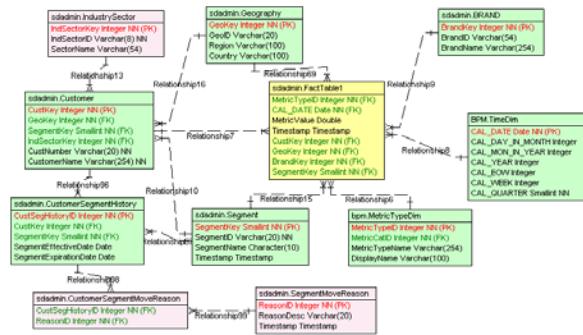 sdadmin.IndustrySector
IndSectorKey Integer NN (PK)
IndSectorID Varchar(8) NN
SectorName Varchar(54)
sdadmin.Geography
GeoKey Integer NN (PK)
GeoID Varchar(20)
Region Varchar(100)
Country Varchar(100)
sdadmin.BRAND
BrandKey Integer NN (PK)
BrandID Varchar(54)
BrandName Varchar(254)
Relationship13
Relationship16
Relationship69
Relationship9
sdadmin.Customer
CustKey Integer NN (PK)
GeoKey Integer NN (FK)
SegmentKey Smallint NN (FK)
IndSectorKey Integer NN (FK)
CustNumber Varchar(20) NN
CustomerName Varchar(254) NN
sdadmin.FactTable1
MetricTypeID Integer NN (FK)
CAL_DATE Date NN (FK)
MetricValue Double
Timestamp Timestamp
CustKey Integer NN (FK)
GeoKey Integer NN (FK)
BrandKey Integer NN (FK)
SegmentKey Smallint NN (FK)
BPM.TimeDim
CAL_DATE Date NN (PK)
CAL_DAY_IN_MONTH Integer
CAL_MON_IN_YEAR Integer
CAL_YEAR Integer
CAL_EOW Integer
CAL_WEEK Integer
CAL_QUARTER Smallint NN
Relationship7
Relationship8
Relationship96
Relationship10
Relationship15
Relationship6
sdadmin.CustomerSegmentHistory
CustSegHistoryID Integer NN (PK)
CustKey Integer NN (FK)
SegmentKey Smallint NN (FK)
SegmentEffectiveDate Date
SegmentExpirationDate Date
sdadmin.Segment
SegmentKey Smallint NN (PK)
SegmentID Varchar(20) NN
SegmentName Character(10)
Timestamp Timestamp
bpm.MetricTypeDim
MetricTypeID Integer NN (PK)
MetricCatID Integer NN (FK)
MetricTypeName Varchar(254)
DisplayName Varchar(100)
Relationship98
sdadmin.CustomerSegmentMoveReason
CustSegHistoryID Integer NN (FK)
ReasonID Integer NN (FK)
Relationship99
sdadmin.SegmentMoveReason
ReasonID Integer NN (PK)
ReasonDesc Varchar(20)
Timestamp Timestamp